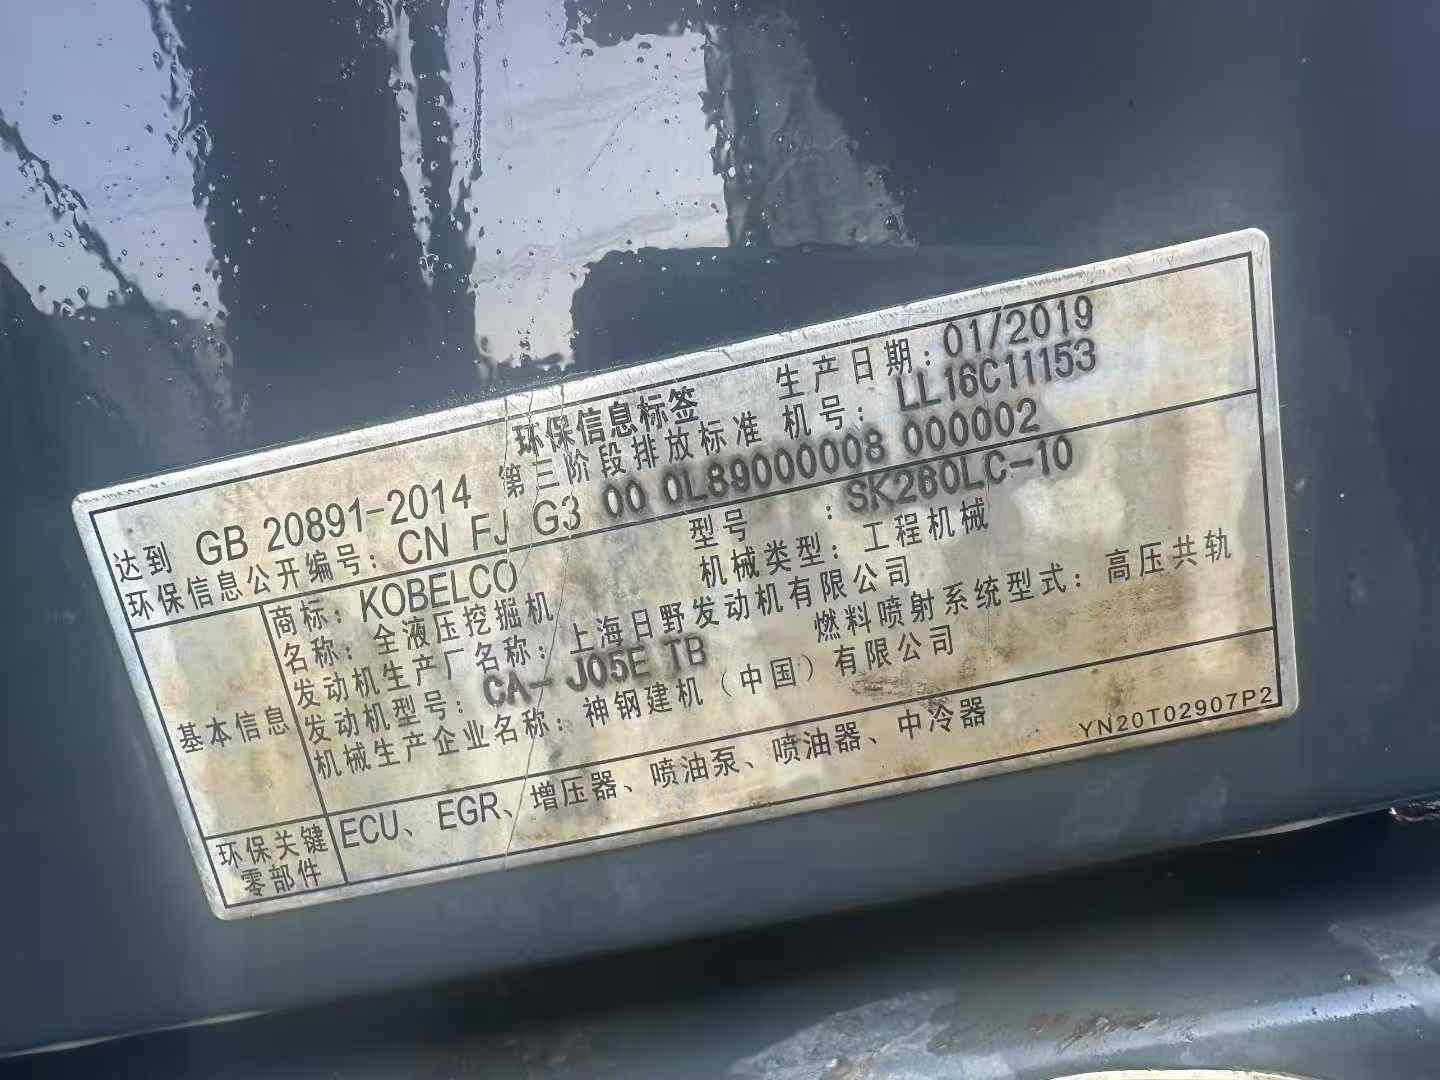 环保信息标签 生产日期: 01/2019
达到 GB 20891-2014 第三阶段排放标准 机号: LL16C11153
环保信息公开编号: CN FJ G3 00 0L89000008 000002
基本信息
商标: KOBELCO 型号 : SK260LC-10
名称: 全液压挖掘机 机械类型: 工程机械
发动机生产厂名称: 上海日野发动机有限公司
发动机型号: CA- J05E TB 燃料喷射系统型式: 高压共轨
机械生产企业名称: 神钢建机(中国)有限公司
环保关键零部件
ECU、EGR、增压器、喷油泵、喷油器、中冷器
YN20T02907P2